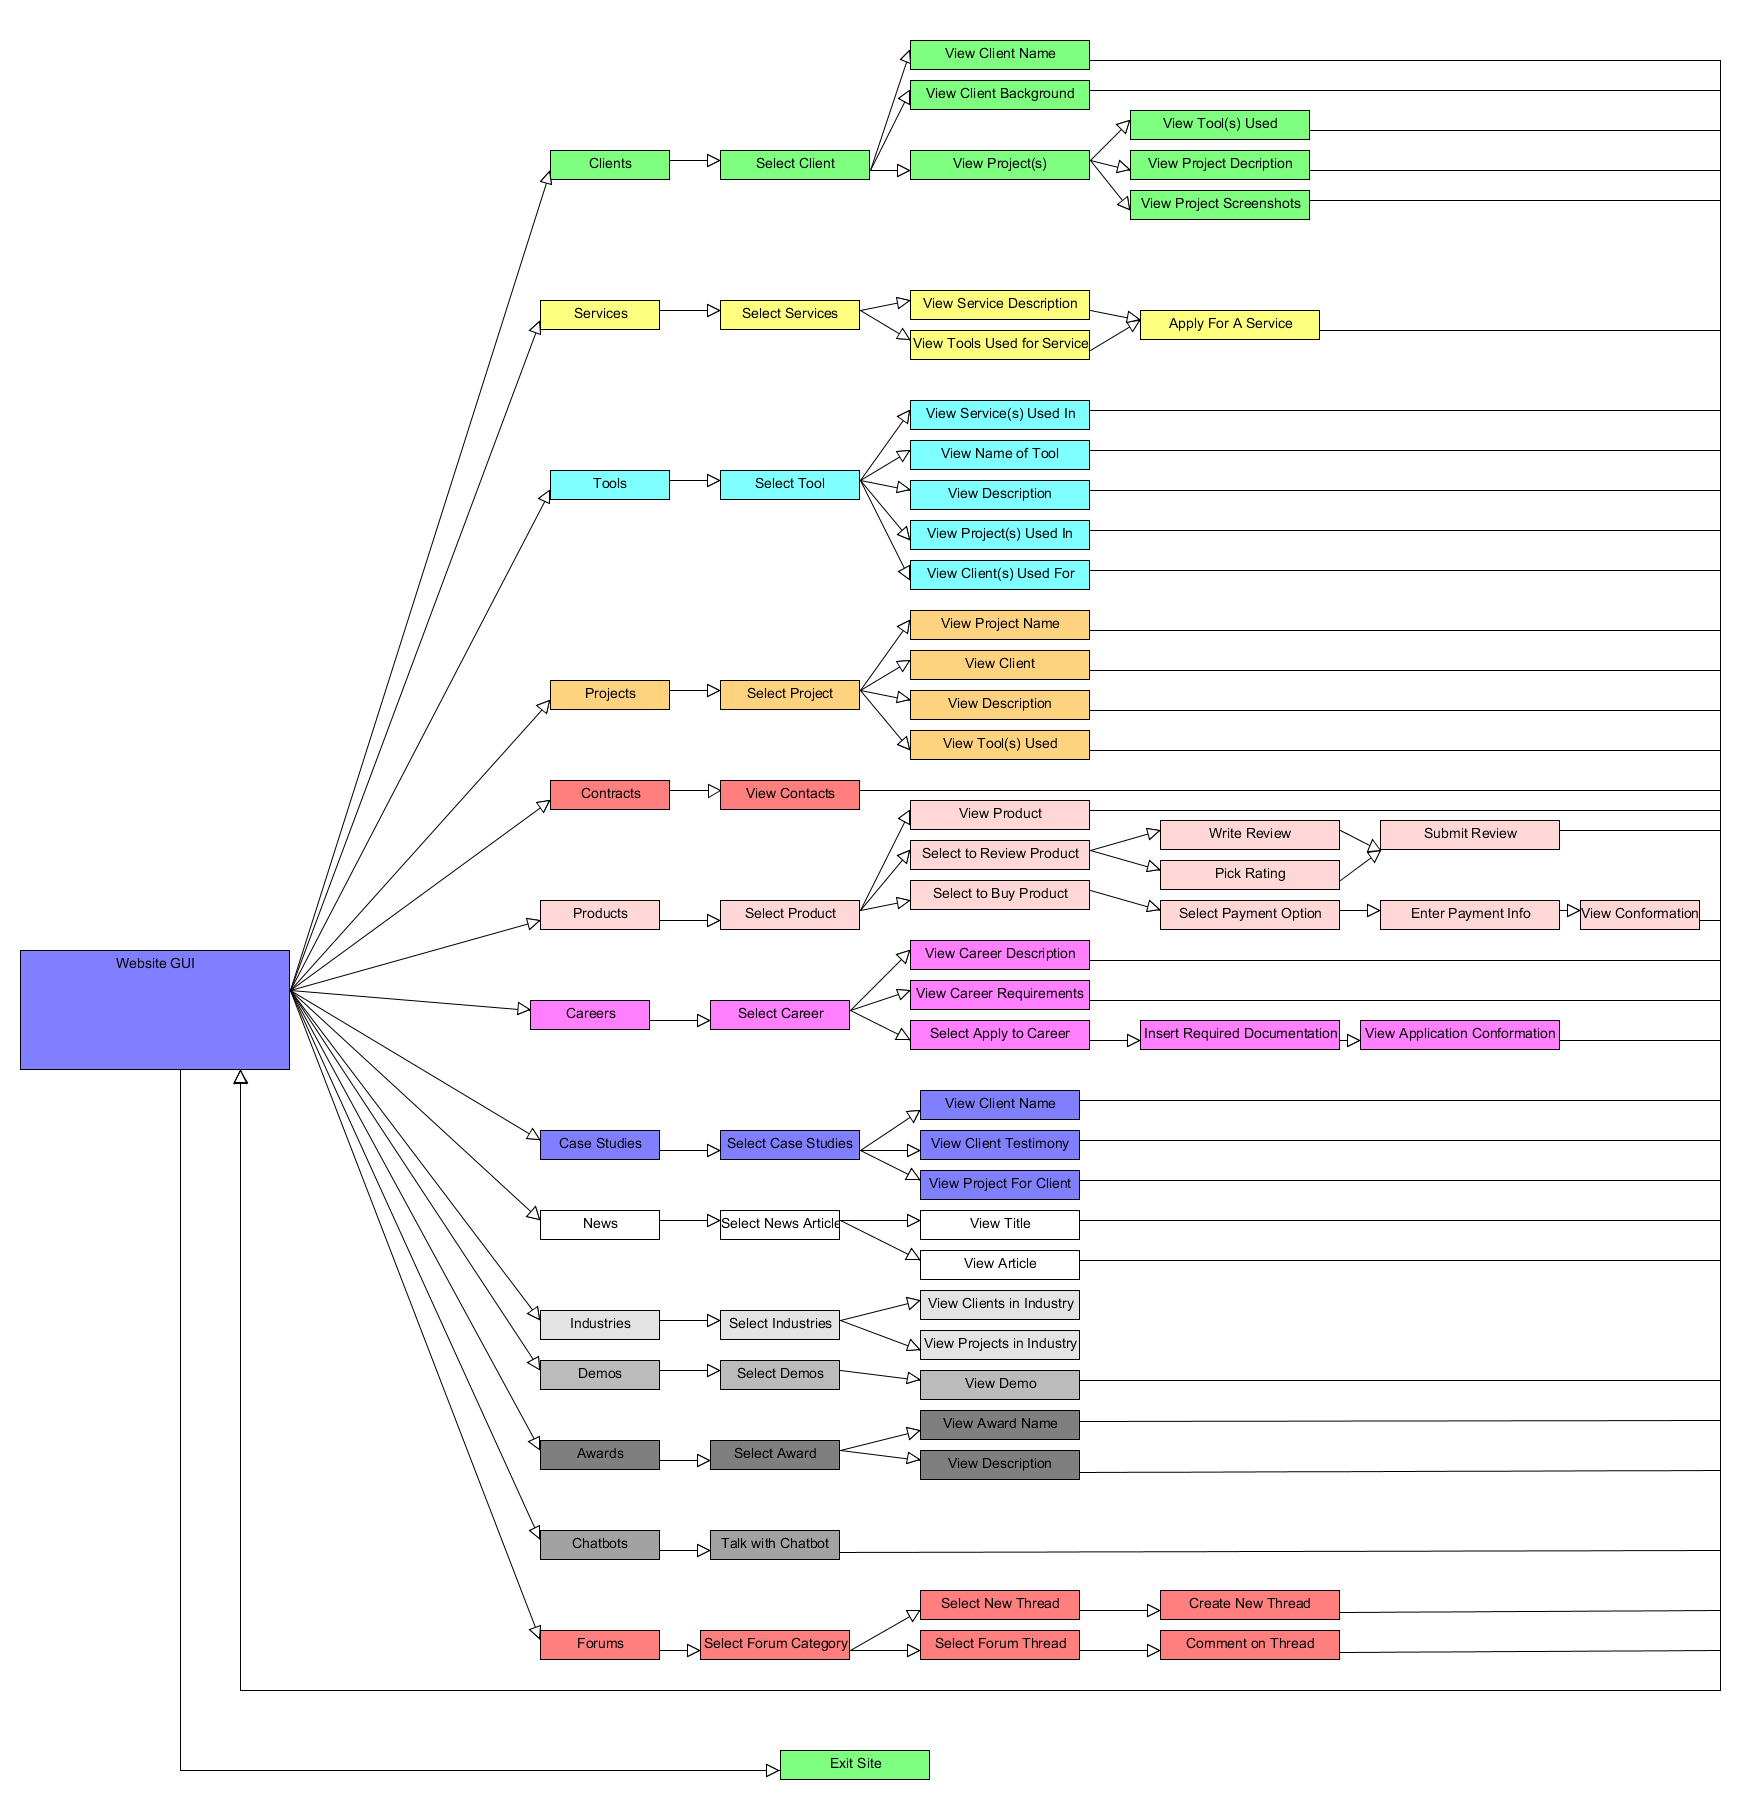 View Client Name
View Client Background
View Tool(s) Used
Clients
Select Client
View Project(s)
View Project Decription
View Project Screenshots
Services
Select Services
View Service Description
Apply For A Service
View Tools Used for Service
View Service(s) Used In
View Name of Tool
Tools
Select Tool
View Description
View Project(s) Used In
View Client(s) Used For
View Project Name
View Client
Projects
Select Project
View Description
View Tool(s) Used
Contracts
View Contacts
View Product
Write Review
Submit Review
Select to Review Product
Pick Rating
Select to Buy Product
Products
Select Product
Select Payment Option
Enter Payment Info
View Conformation
Website GUI
View Career Description
View Career Requirements
Careers
Select Career
Select Apply to Career
Insert Required Documentation
View Application Conformation
View Client Name
Case Studies
Select Case Studies
View Client Testimony
View Project For Client
News
Select News Article
View Title
View Article
View Clients in Industry
Industries
Select Industries
View Projects in Industry
Demos
Select Demos
View Demo
View Award Name
Awards
Select Award
View Description
Chatbots
Talk with Chatbot
Select New Thread
Create New Thread
Forums
Select Forum Category
Select Forum Thread
Comment on Thread
Exit Site